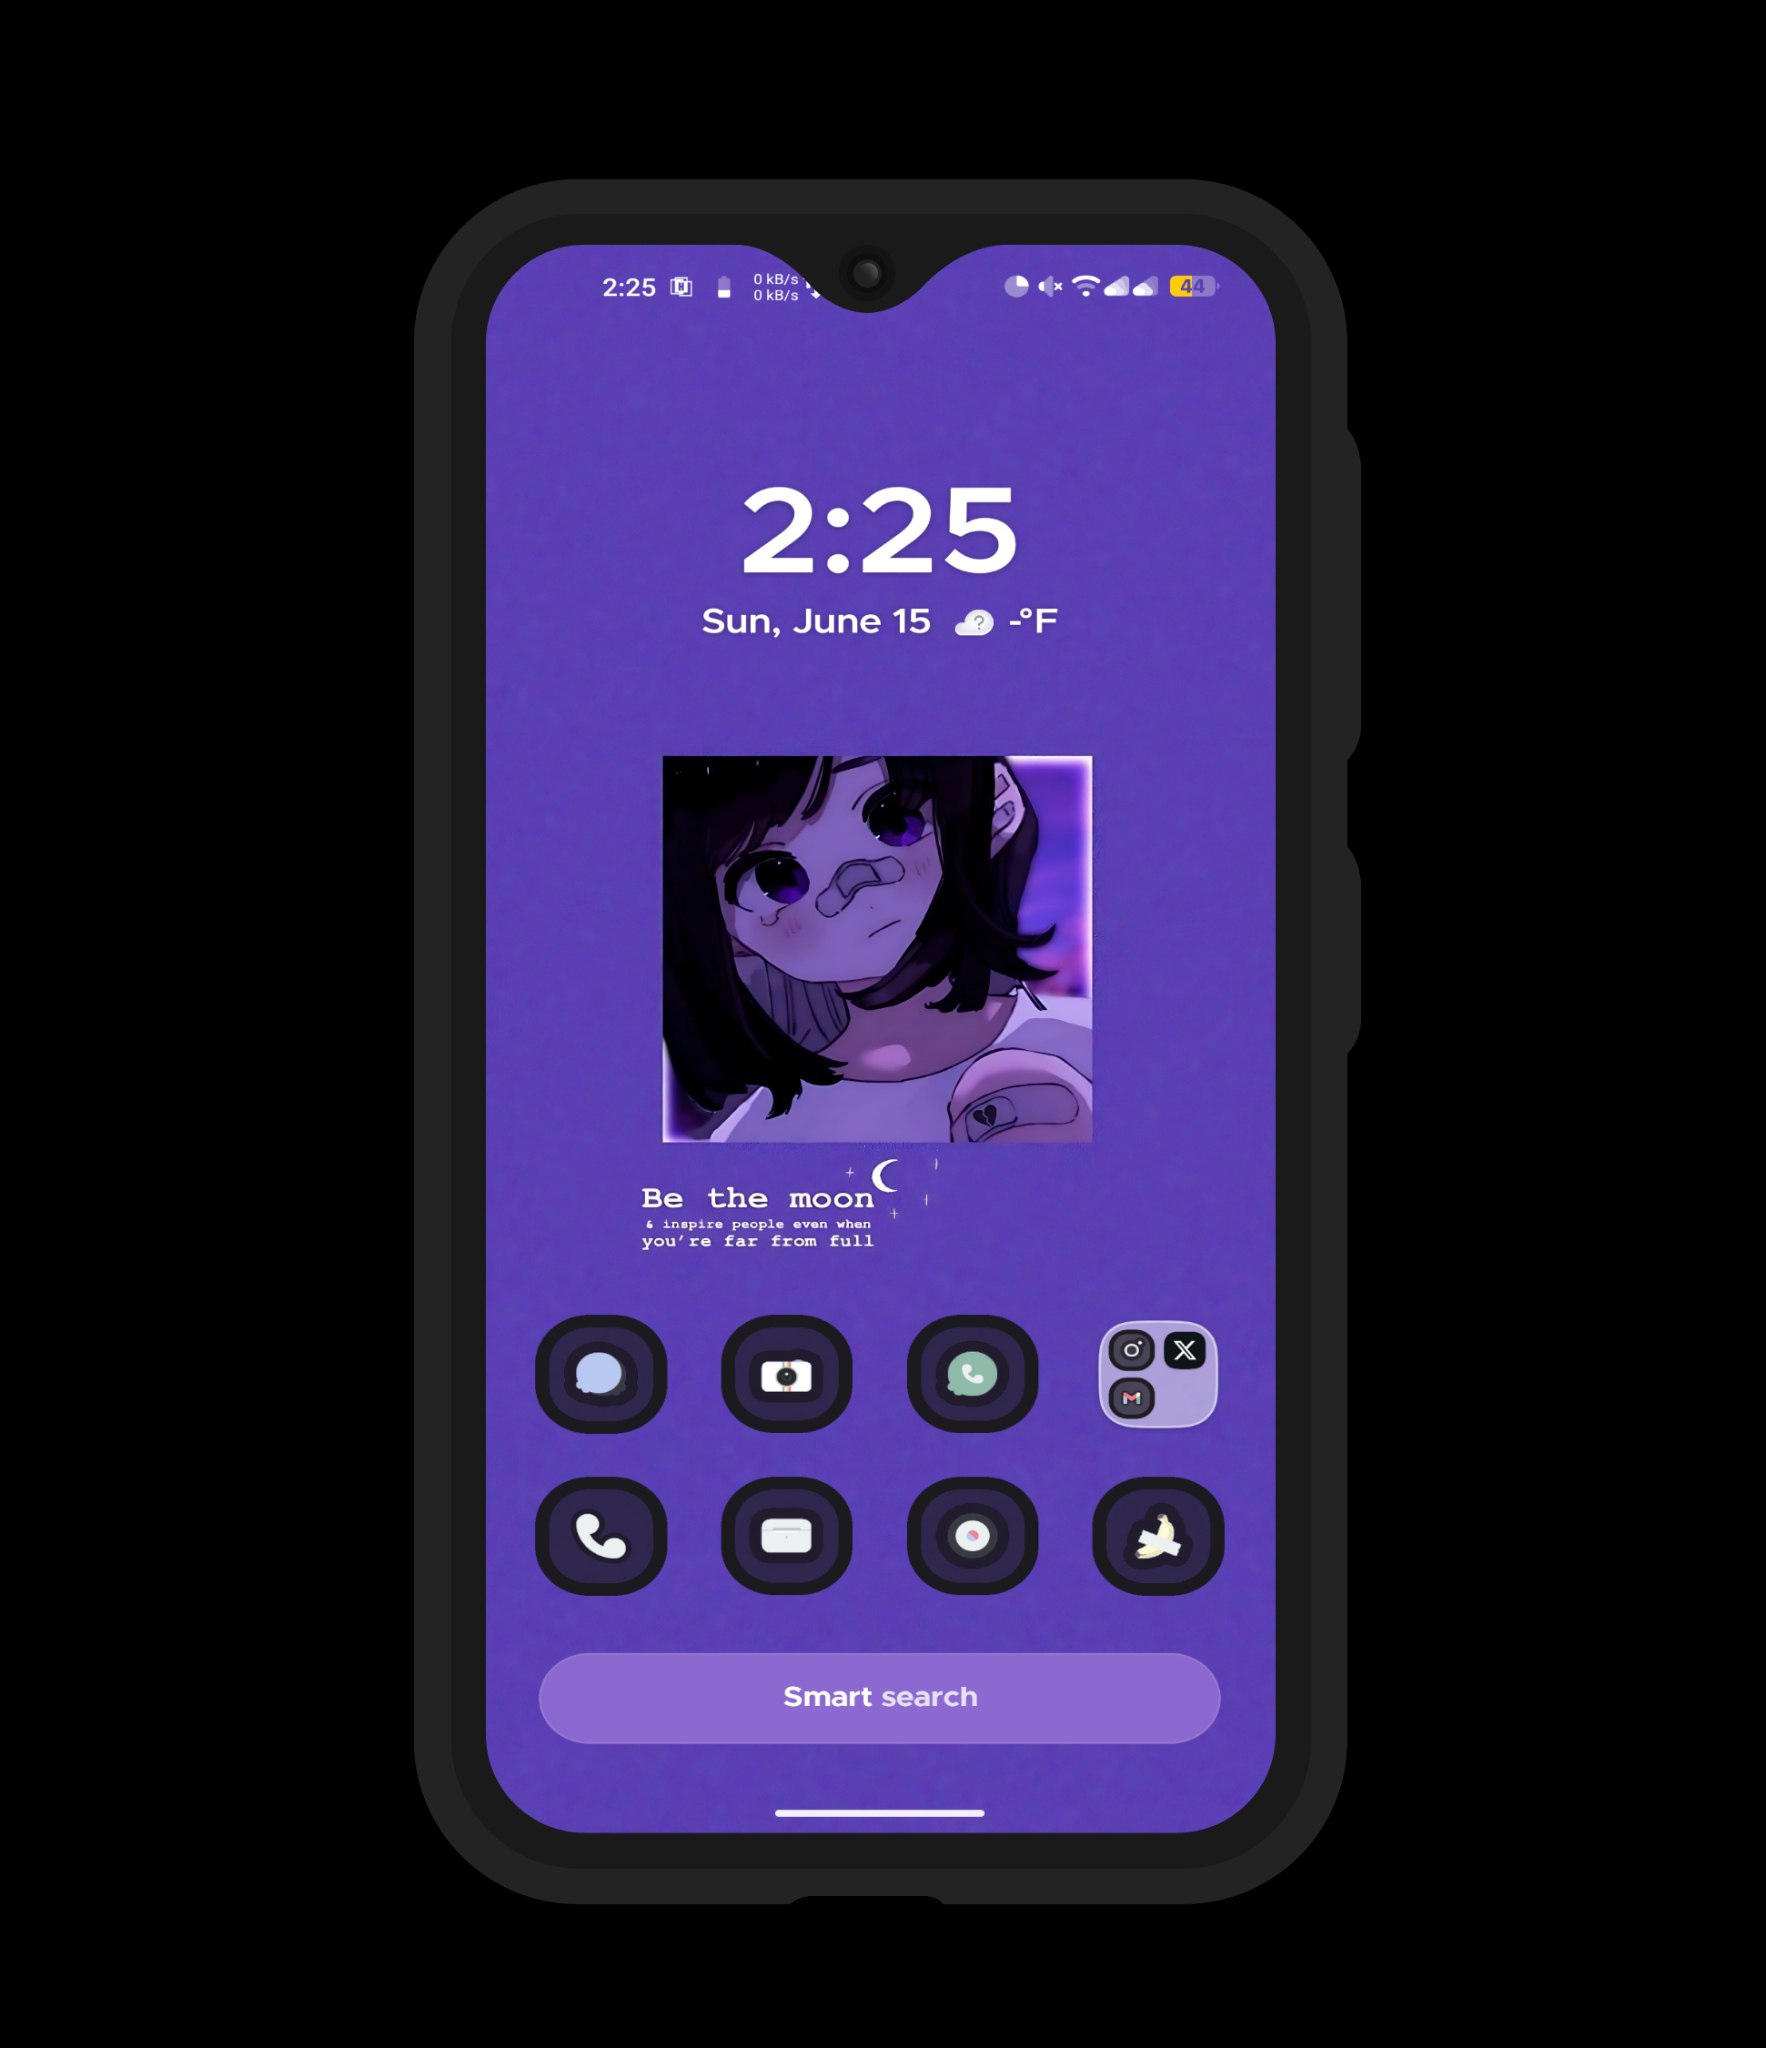 2:25
0 kB/s
0 kB/s
44
2:25
Sun, June 15 -°F
Be the moon
& inspire people even when
you're far from full
Smart search